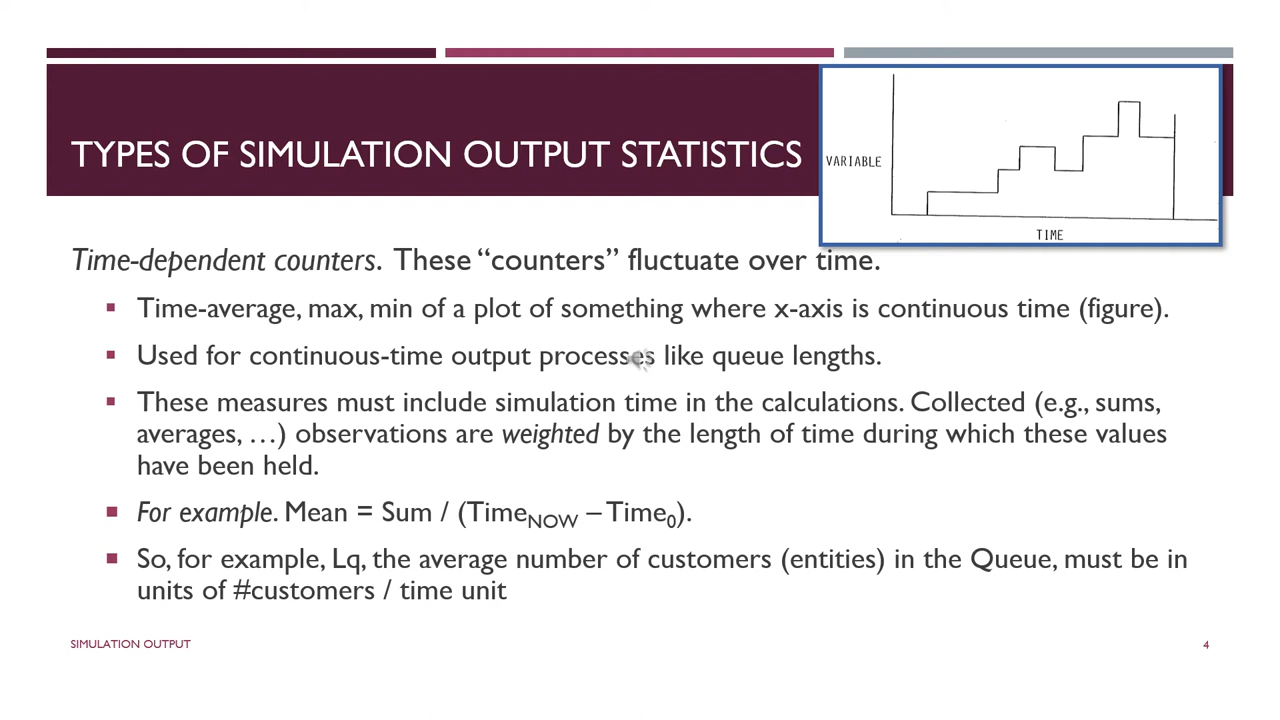 TYPES OF SIMULATION OUTPUT STATISTICS
VARIABLE
TIME
Time-dependent counters. These “counters” fluctuate over time.
▪ Time-average, max, min of a plot of something where x-axis is continuous time (figure).
▪ Used for continuous-time output processes like queue lengths.
▪ These measures must include simulation time in the calculations. Collected (e.g., sums,
averages, …) observations are weighted by the length of time during which these values
have been held.
▪ For example. Mean = Sum / (TimeNOW – Time0).
▪ So, for example, Lq, the average number of customers (entities) in the Queue, must be in
units of #customers / time unit
SIMULATION OUTPUT
4